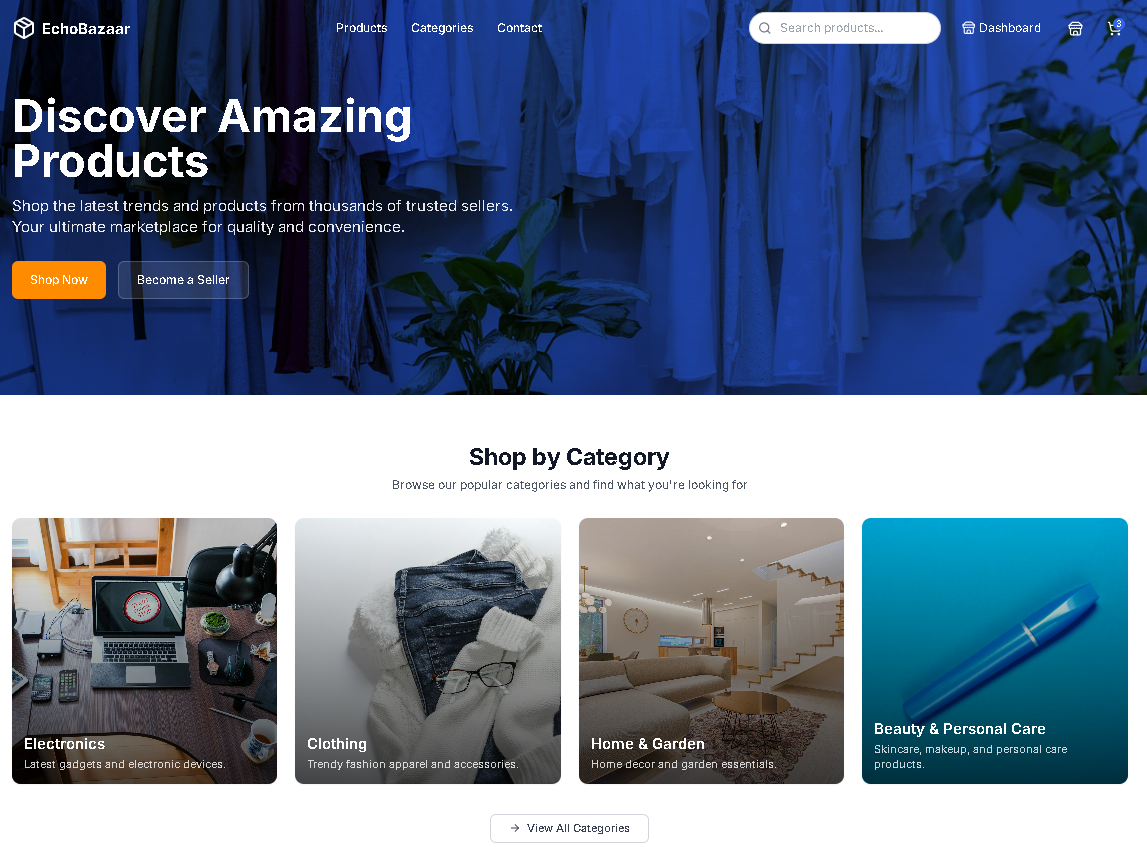 EchoBazaar
Products
Categories
Contact
Search products...
Dashboard
3
Discover Amazing
Products
Shop the latest trends and products from thousands of trusted sellers.
Your ultimate marketplace for quality and convenience.
Shop Now
Become a Seller
Shop by Category
Browse our popular categories and find what you're looking for
Electronics
Latest gadgets and electronic devices.
Clothing
Trendy fashion apparel and accessories.
Home & Garden
Home decor and garden essentials.
Beauty & Personal Care
Skincare, makeup, and personal care
products.
View All Categories